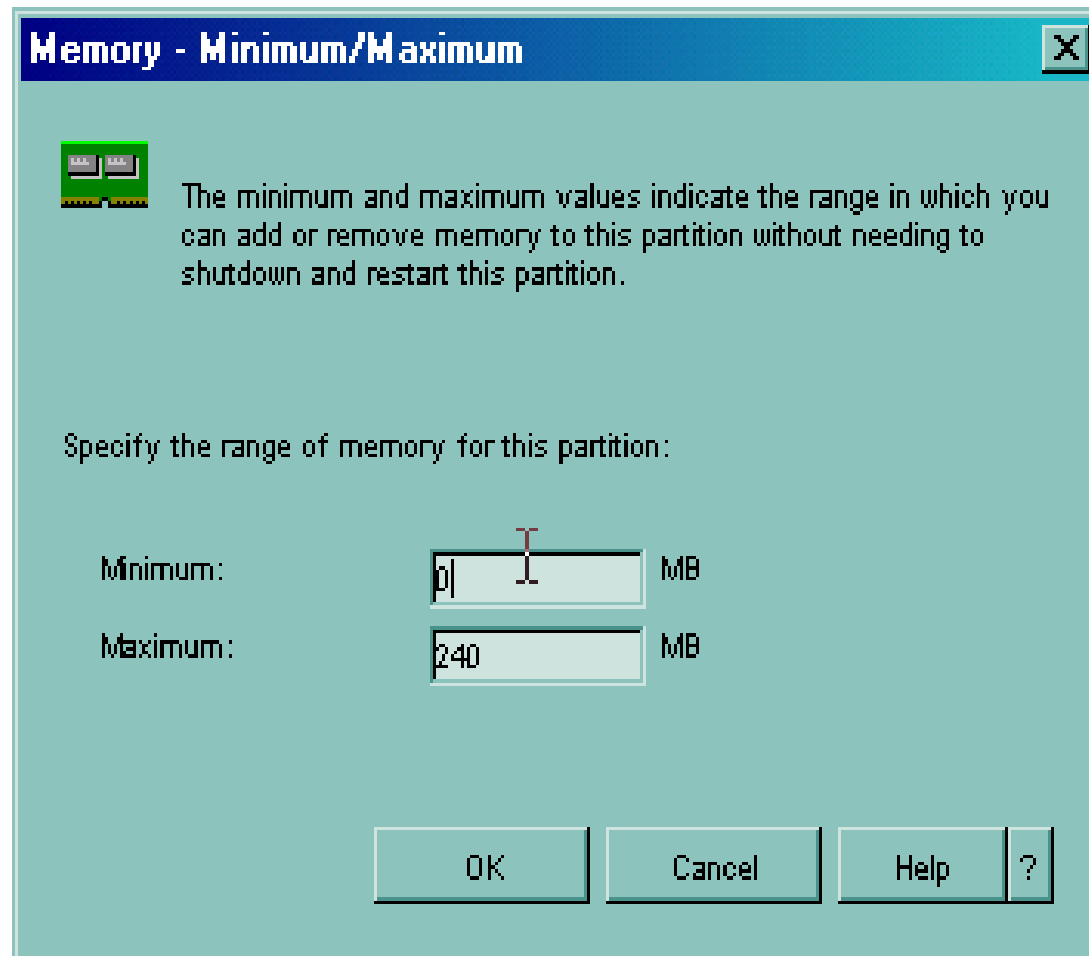 Memory - Minimum/Maximum
The minimum and maximum values indicate the range in which you
can add or remove memory to this partition without needing to
shutdown and restart this partition.
Specify the range of memory for this partition:
Minimum: 0 MB
Maximum: 240 MB
OK Cancel Help ?